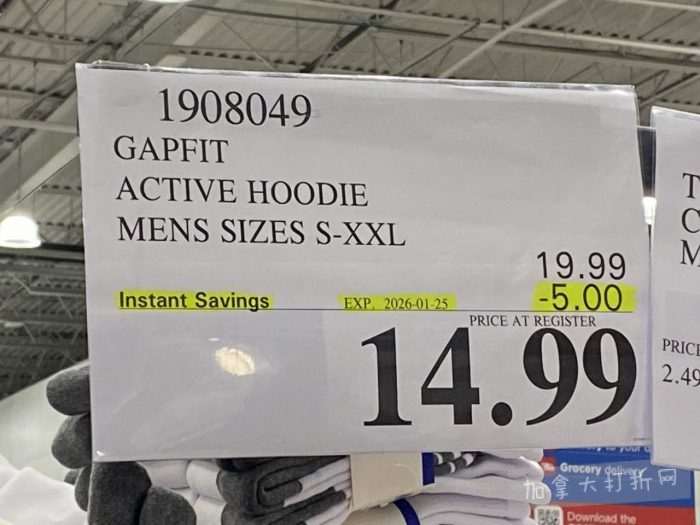 1908049
GAPFIT
ACTIVE HOODIE
MENS SIZES S-XXL
19.99
Instant Savings EXP. 2026-01-25 -5.00
PRICE AT REGISTER
14.99
T
C
M
PRICE
2.49
Grocery delivery
Download the
加拿大打折网